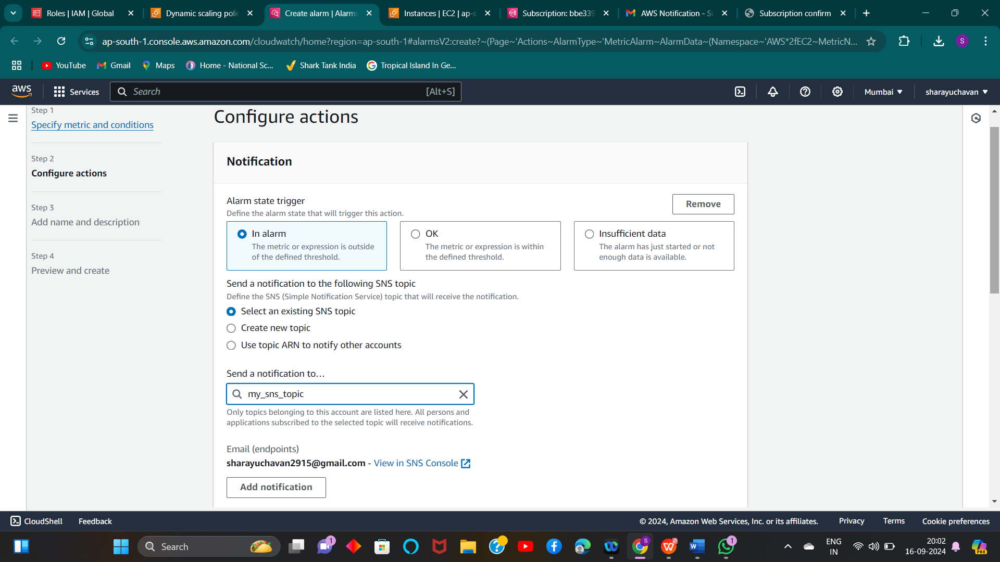 Roles | IAM | Global
Dynamic scaling poli
Create alarm | Alarms
Instances | EC2 | ap-s
Subscription: bbe339
AWS Notification - Su
Subscription confirm
ap-south-1.console.aws.amazon.com/cloudwatch/home?region=ap-south-1#alarmsV2:create?~(Page~'Actions~AlarmType~'MetricAlarm~AlarmData~(Namespace~'AWS*2fEC2~MetricN...
S
YouTube
Gmail
Maps
Home - National Sc...
Shark Tank India
Tropical Island In Ge...
aws
Services
Search
[Alt+S]
Mumbai
sharayuchavan
Step 1
Specify metric and conditions
Step 2
Configure actions
Step 3
Add name and description
Step 4
Preview and create
Configure actions
Notification
Alarm state trigger
Define the alarm state that will trigger this action.
Remove
In alarm
The metric or expression is outside
of the defined threshold.
OK
The metric or expression is within
the defined threshold.
Insufficient data
The alarm has just started or not
enough data is available.
Send a notification to the following SNS topic
Define the SNS (Simple Notification Service) topic that will receive the notification.
Select an existing SNS topic
Create new topic
Use topic ARN to notify other accounts
Send a notification to…
my_sns_topic
Only topics belonging to this account are listed here. All persons and
applications subscribed to the selected topic will receive notifications.
Email (endpoints)
sharayuchavan2915@gmail.com - View in SNS Console
Add notification
CloudShell
Feedback
© 2024, Amazon Web Services, Inc. or its affiliates.
Privacy
Terms
Cookie preferences
Search
1
S
1
ENG
IN
20:02
16-09-2024
PRE